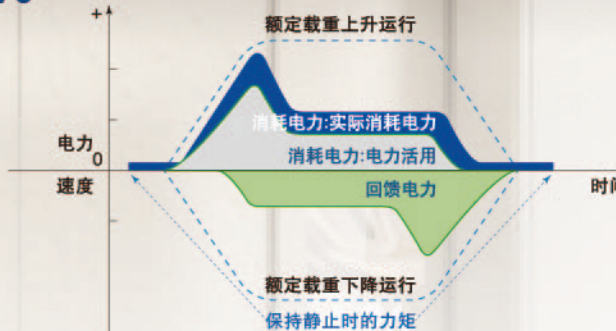 +
额定载重上升运行
消耗电力:实际消耗电力
电力
0
消耗电力:电力活用
速度
回馈电力
时间
额定载重下降运行
保持静止时的力矩